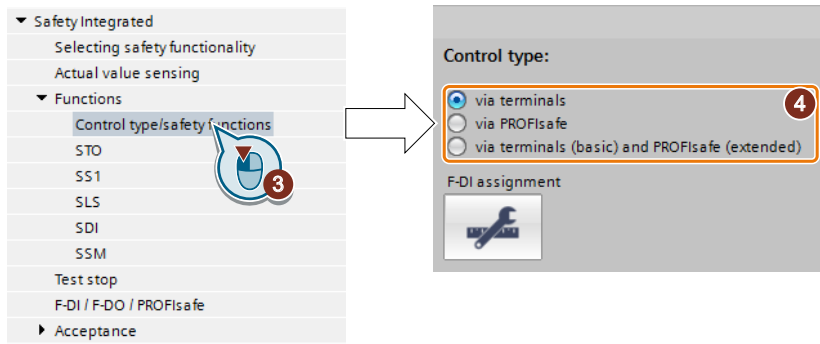 Safety Integrated
Selecting safety functionality
Actual value sensing
Functions
Control type/safety functions
STO
SS1
SLS
SDI
SSM
Test stop
F-DI / F-DO / PROFIsafe
Acceptance
3
Control type:
via terminals
4
via PROFIsafe
via terminals (basic) and PROFIsafe (extended)
F-DI assignment